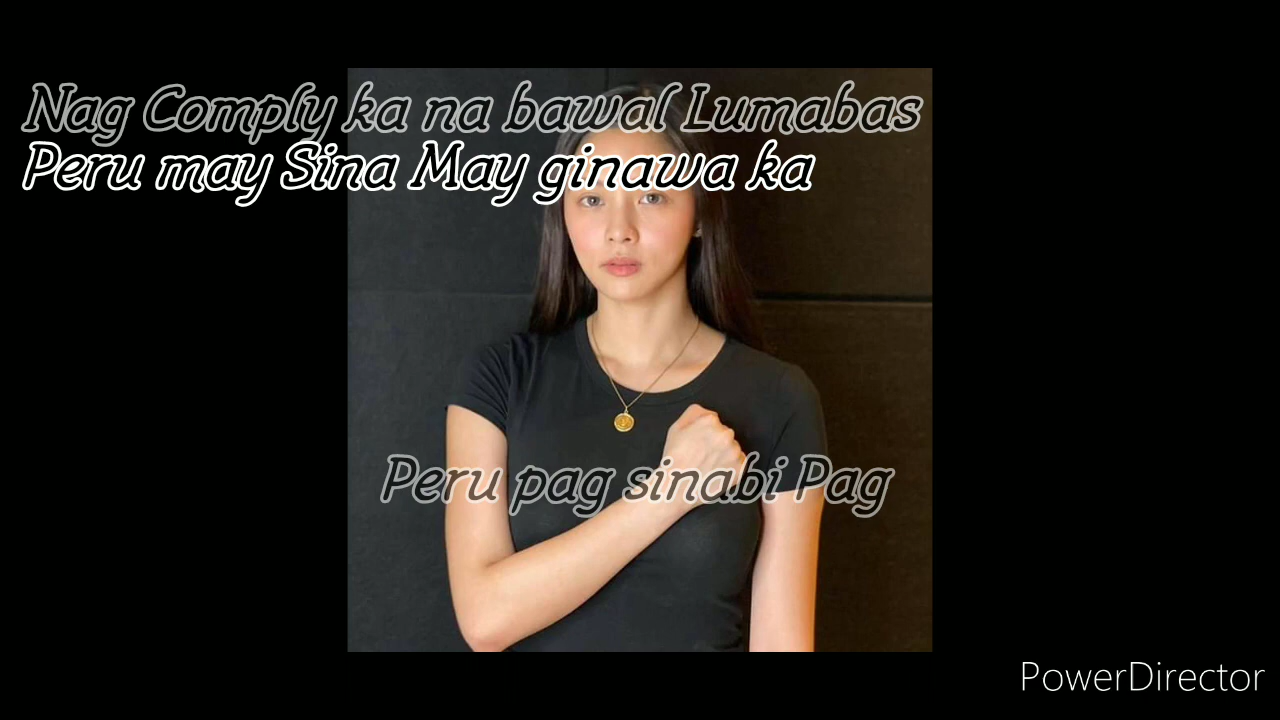 Nag Comply ka na bawal Lumabas
Peru may Sina May ginawa ka
Peru pag sinabi Pag
PowerDirector